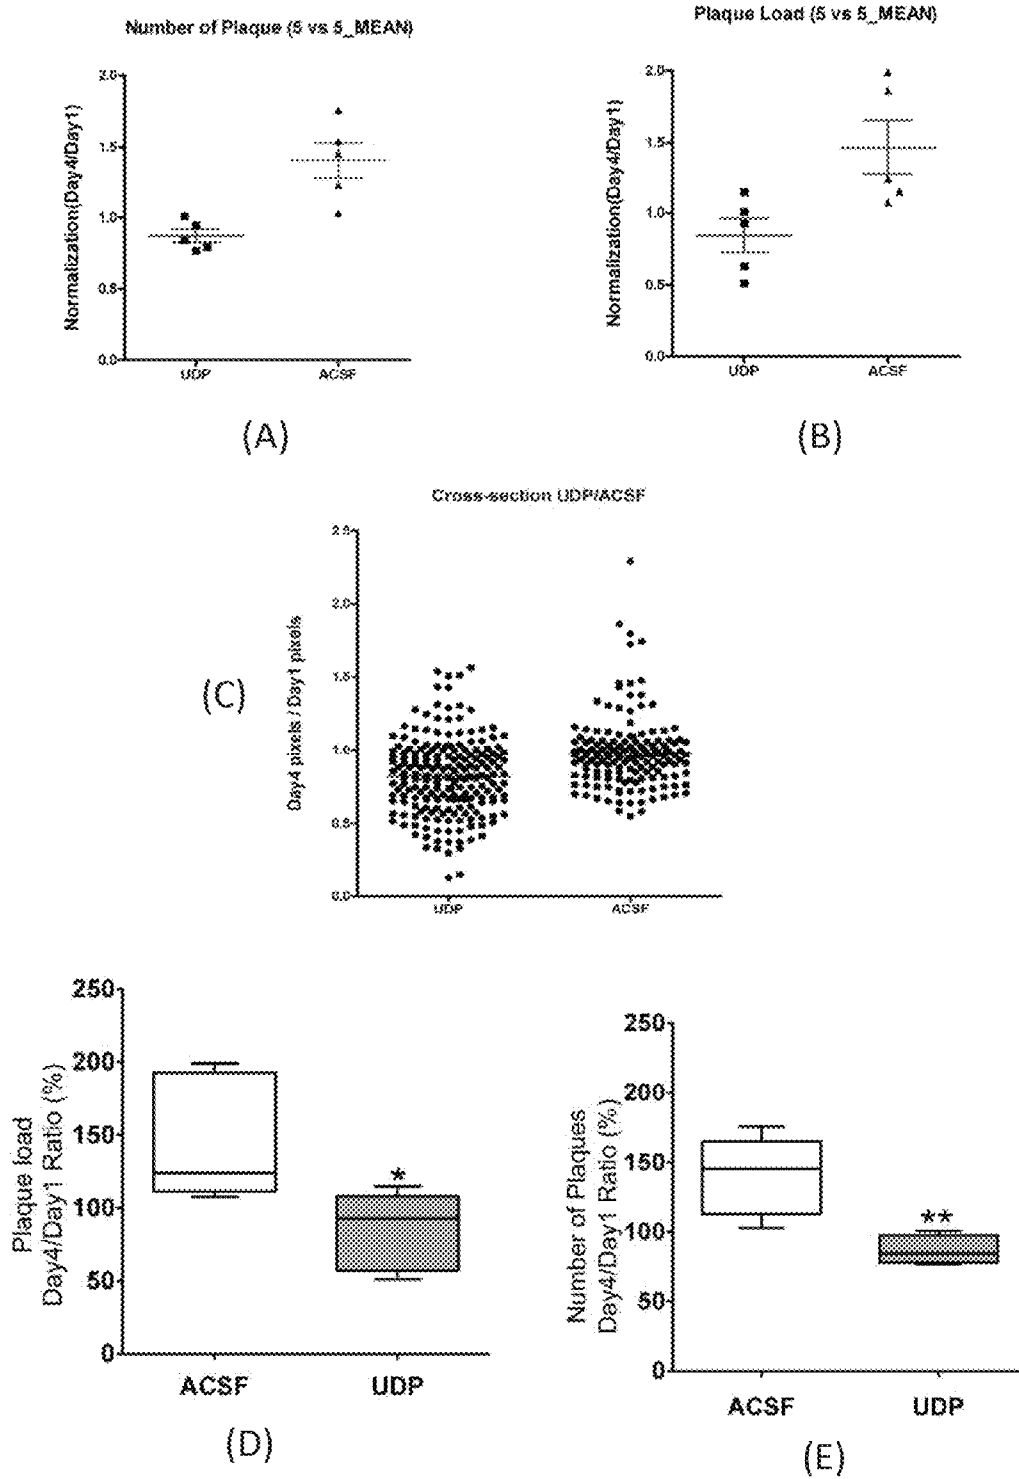 Number of Plaque (5 vs 5_MEAN)
Normalization(Day4/Day1)
2.0
1.5
1.0
0.5
0.0
UDP
ACSF
(A)
Plaque Load (5 vs 5_MEAN)
Normalization(Day4/Day1)
2.0
1.5
1.0
0.5
0.0
UDP
ACSF
(B)
Cross-section UDP/ACSF
(C)
Day4 pixels / Day1 pixels
2.5
2.0
1.5
1.0
0.5
0.0
UDP
ACSF
Plaque load
Day4/Day1 Ratio (%)
250
200
150
100
50
0
*
ACSF
UDP
(D)
Number of Plaques
Day4/Day1 Ratio (%)
250
200
150
100
50
0
**
ACSF
UDP
(E)